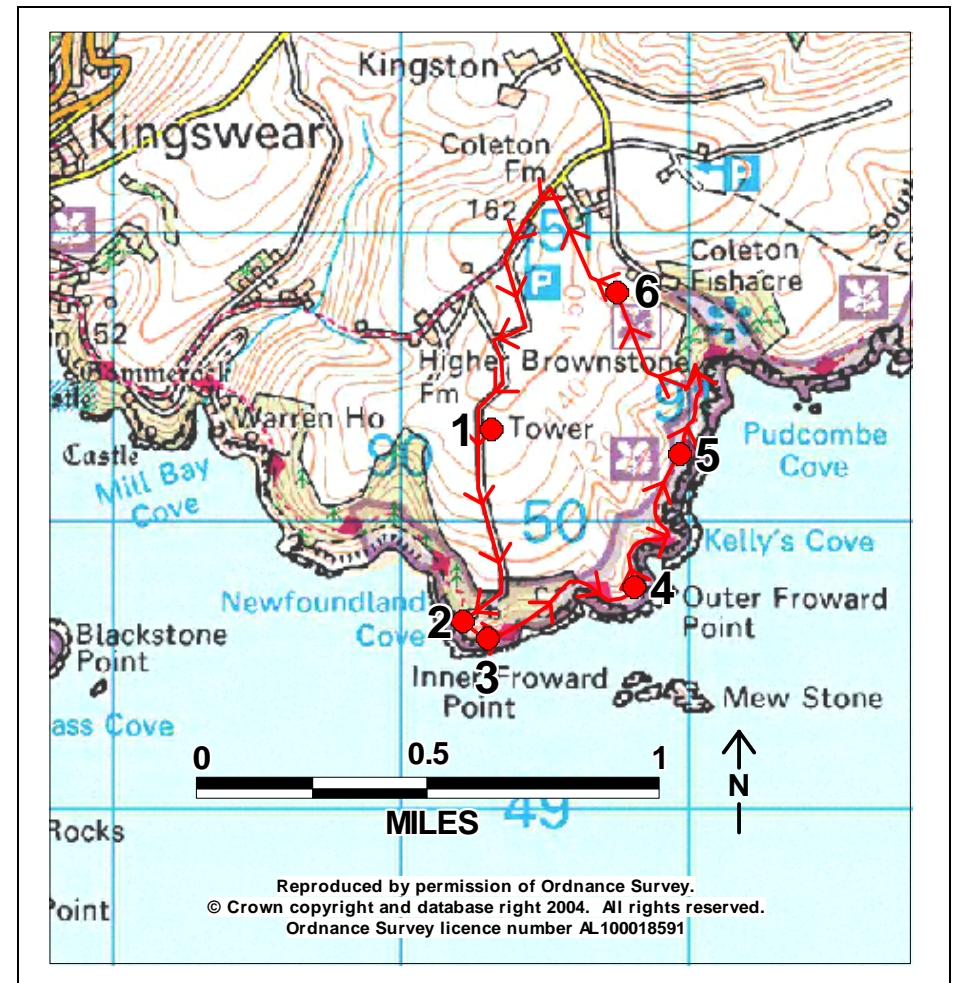 Kingston
Kingswear
Coleton
Fm
162
P
51
P
Coleton
Fishacre
6
152
Higher Brownstone
Fm
Warren Ho
1
Tower
90
91
5
Pudcombe
Cove
Castle
Mill Bay
Cove
50
Kelly's Cove
Newfoundland
Cove
2
3
4
Outer Froward
Point
Blackstone
Point
Inner Froward
Point
Mew Stone
ass Cove
0
0.5
1
N
MILES
49
Rocks
Point
Reproduced by permission of Ordnance Survey.
© Crown copyright and database right 2004. All rights reserved.
Ordnance Survey licence number AL100018591